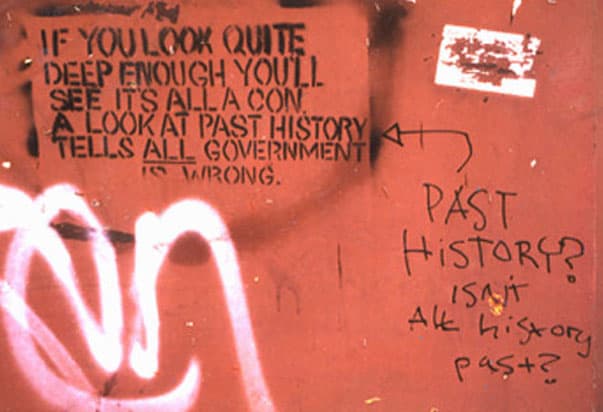 IF YOU LOOK QUITE
DEEP ENOUGH YOU'LL
SEE IT'S ALL A CON
A LOOK AT PAST HISTORY
TELLS ALL GOVERNMENT
IS WRONG.
PAST
HISTORY?
ISN'T
ALL history
past?